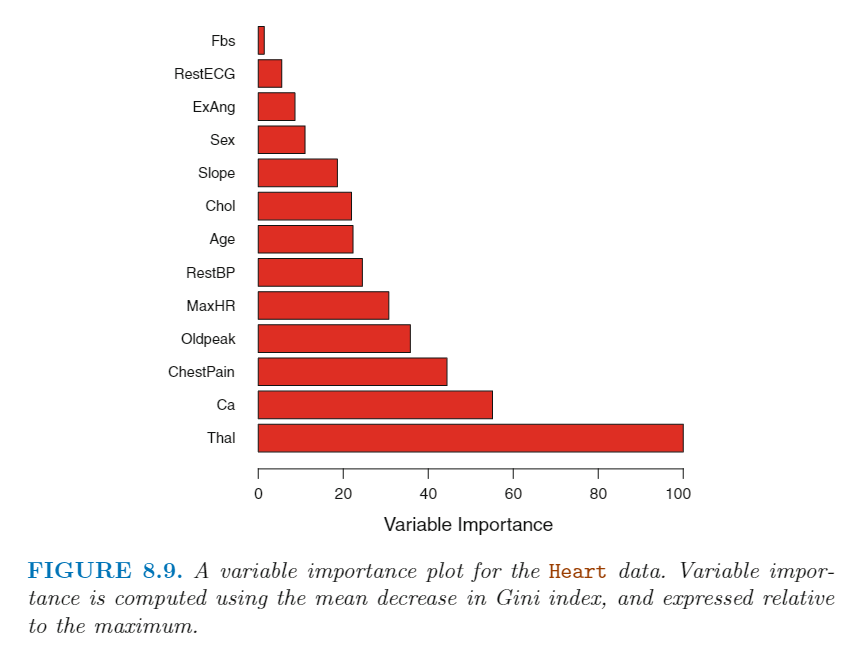 Fbs
RestECG
ExAng
Sex
Slope
Chol
Age
RestBP
MaxHR
Oldpeak
ChestPain
Ca
Thal
0 20 40 60 80 100
Variable Importance
FIGURE 8.9. A variable importance plot for the Heart data. Variable impor-
tance is computed using the mean decrease in Gini index, and expressed relative
to the maximum.